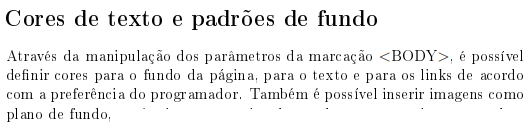 Cores de texto e padrões de fundo
Através da manipulação dos parâmetros da marcação <BODY>, é possível
definir cores para o fundo da página, para o texto e para os links de acordo
com a preferência do programador. Também é possível inserir imagens como
plano de fundo,